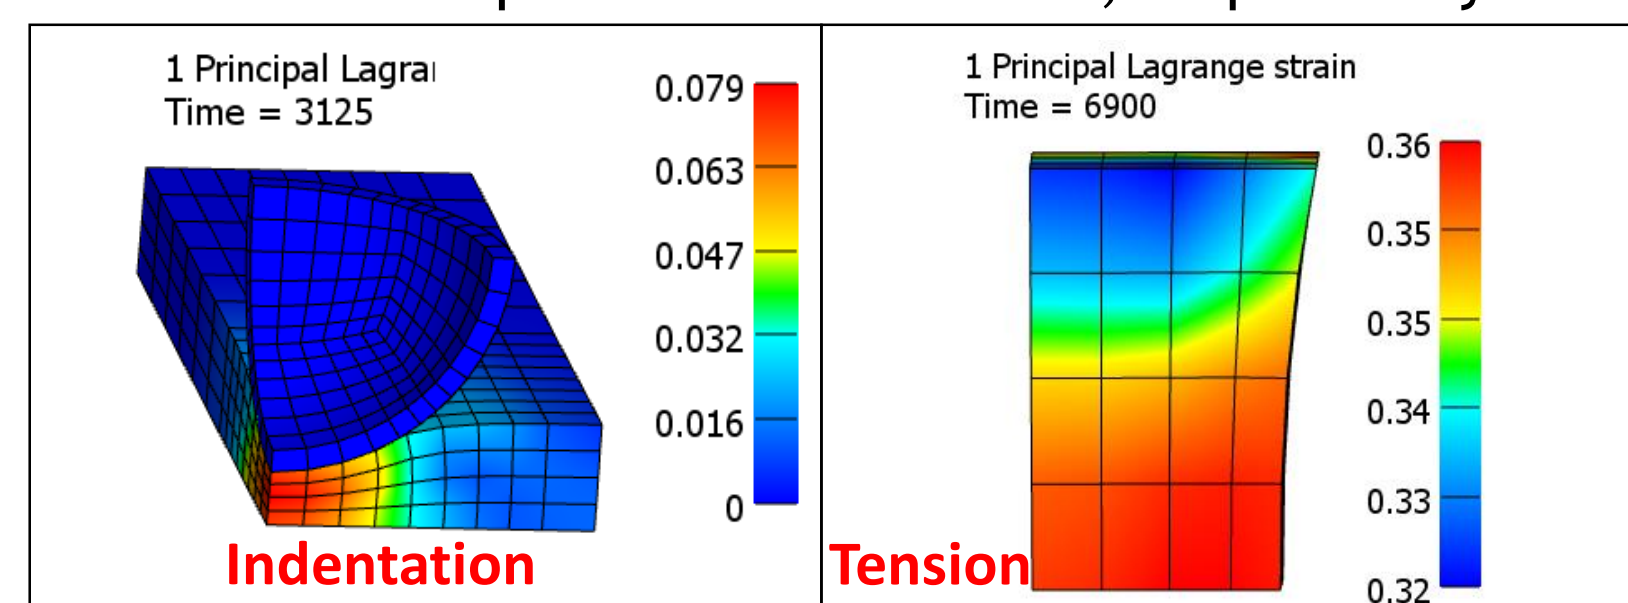 1 Principal Lagra
Time = 3125
0.079
0.063
0.047
0.032
0.016
0
Indentation
1 Principal Lagrange strain
Time = 6900
0.36
0.35
0.35
0.34
0.33
0.32
Tension